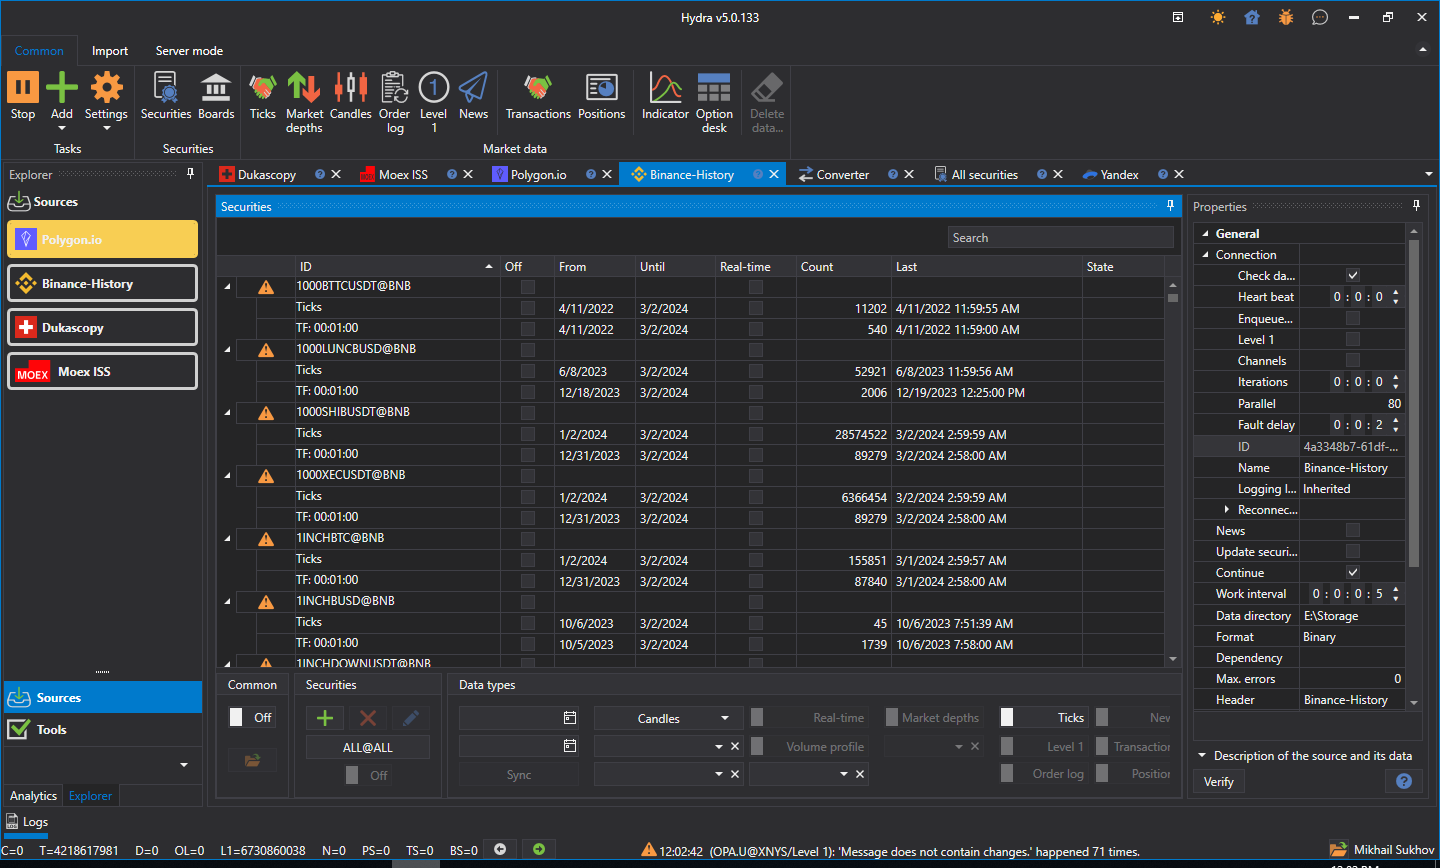 Hydra v5.0.133
Common Import Server mode
Stop Add Settings Securities Boards Ticks Market depths Candles Order log Level 1 News Transactions Positions Indicator Option desk Delete data...
Tasks Securities Market data
Explorer
Dukascopy Moex ISS Polygon.io Binance-History Converter All securities Yandex
Sources
Polygon.io
Binance-History
Dukascopy
MOEX Moex ISS
Sources
Tools
Analytics Explorer
Securities
Search
ID Off From Until Real-time Count Last State
1000BTTCUSDT@BNB
Ticks 4/11/2022 3/2/2024 11202 4/11/2022 11:59:55 AM
TF: 00:01:00 4/11/2022 3/2/2024 540 4/11/2022 11:59:00 AM
1000LUNCBUSD@BNB
Ticks 6/8/2023 3/2/2024 52921 6/8/2023 11:59:56 AM
TF: 00:01:00 12/18/2023 3/2/2024 2006 12/19/2023 12:25:00 PM
1000SHIBUSDT@BNB
Ticks 1/2/2024 3/2/2024 28574522 3/2/2024 2:59:59 AM
TF: 00:01:00 12/31/2023 3/2/2024 89279 3/2/2024 2:58:00 AM
1000XECUSDT@BNB
Ticks 1/2/2024 3/2/2024 6366454 3/2/2024 2:59:59 AM
TF: 00:01:00 12/31/2023 3/2/2024 89279 3/2/2024 2:58:00 AM
1INCHBTC@BNB
Ticks 1/2/2024 3/2/2024 155851 3/1/2024 2:59:57 AM
TF: 00:01:00 12/31/2023 3/2/2024 87840 3/1/2024 2:58:00 AM
1INCHBUSD@BNB
Ticks 10/6/2023 3/2/2024 45 10/6/2023 7:51:39 AM
TF: 00:01:00 10/5/2023 3/2/2024 1739 10/6/2023 7:58:00 AM
1INCHDOWNUSDT@BNB
Common Securities Data types
Off Candles Real-time Market depths Ticks New
ALL@ALL Volume profile Level 1 Transaction
Off Sync Order log Position
Properties
General
Connection
Check da...
Heart beat 0 : 0 : 0
Enqueue...
Level 1
Channels
Iterations 0 : 0 : 0
Parallel 80
Fault delay 0 : 0 : 2
ID 4a3348b7-61df-...
Name Binance-History
Logging l... Inherited
Reconnec...
News
Update securi...
Continue
Work interval 0 : 0 : 0 : 5
Data directory E:\Storage
Format Binary
Dependency
Max. errors 0
Header Binance-History
Description of the source and its data
Verify
Logs
C=0 T=4218617981 D=0 OL=0 L1=6730860038 N=0 PS=0 TS=0 BS=0 12:02:42 (OPA.U@XNYS/Level 1): 'Message does not contain changes.' happened 71 times. Mikhail Sukhov